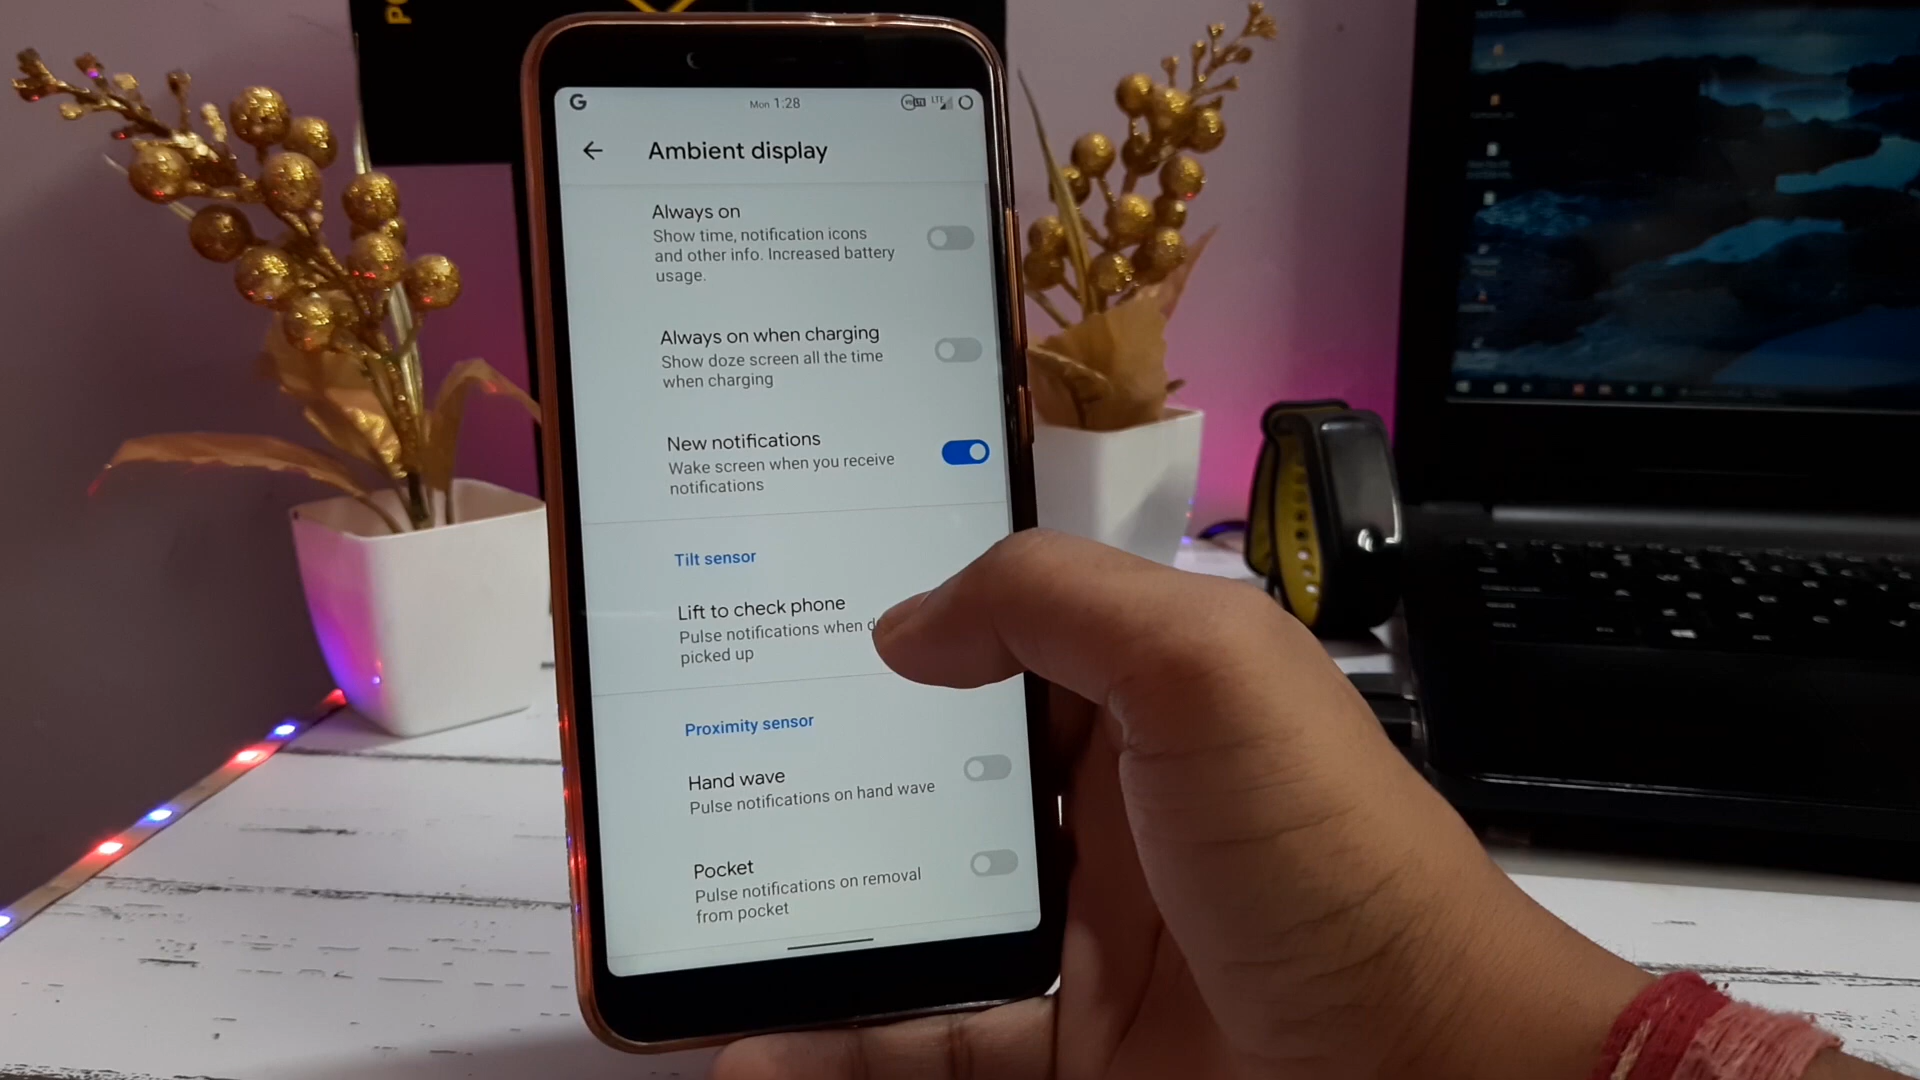 PO
G
Mon 1:28
LTE
Ambient display
Always on
Show time, notification icons
and other info. Increased battery
usage.
Always on when charging
Show doze screen all the time
when charging
New notifications
Wake screen when you receive
notifications
Tilt sensor
Lift to check phone
Pulse notifications when
picked up
Proximity sensor
Hand wave
Pulse notifications on hand wave
Pocket
Pulse notifications on removal
from pocket